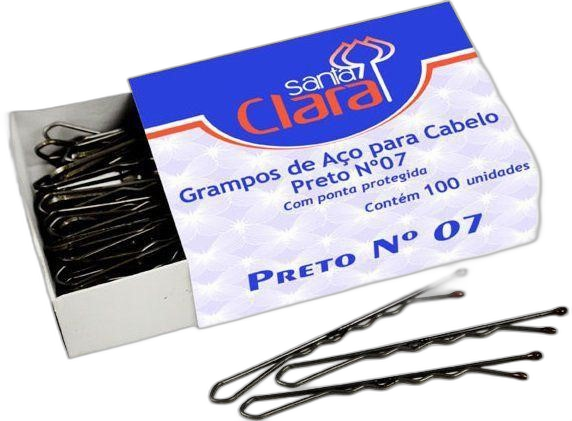 Santa
Clara
Grampos de Aço para Cabelo
Preto Nº07
Com ponta protegida
Contém 100 unidades
PRETO Nº 07